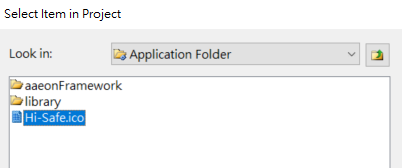 Select Item in Project
Look in: Application Folder
aaeonFramework
library
Hi-Safe.ico